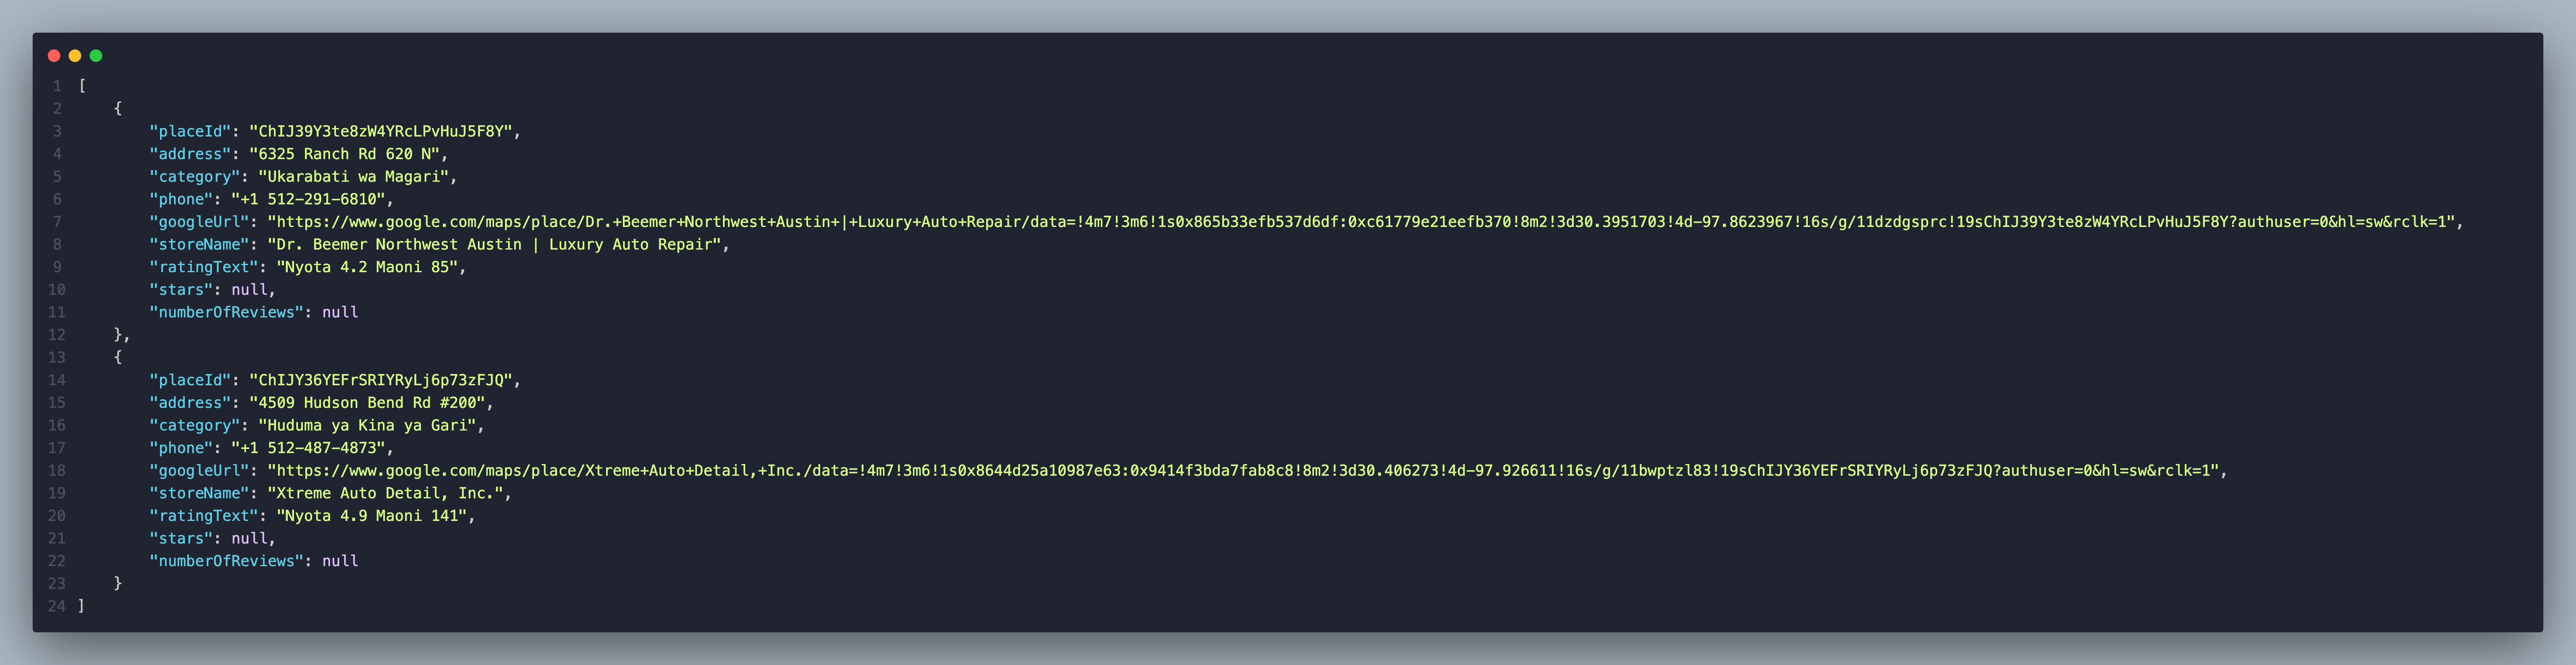 1 [
2 {
3 "placeId": "ChIJ39Y3te8zW4YRcLPvHuJ5F8Y",
4 "address": "6325 Ranch Rd 620 N",
5 "category": "Ukarabati wa Magari",
6 "phone": "+1 512-291-6810",
7 "googleUrl": "https://www.google.com/maps/place/Dr.+Beemer+Northwest+Austin+|+Luxury+Auto+Repair/data=!4m7!3m6!1s0x865b33efb537d6df:0xc61779e21eefb370!8m2!3d30.3951703!4d-97.8623967!16s/g/11dzdgsprc!19sChIJ39Y3te8zW4YRcLPvHuJ5F8Y?authuser=0&hl=sw&rclk=1",
8 "storeName": "Dr. Beemer Northwest Austin | Luxury Auto Repair",
9 "ratingText": "Nyota 4.2 Maoni 85",
10 "stars": null,
11 "numberOfReviews": null
12 },
13 {
14 "placeId": "ChIJY36YEFrSRIYRyLj6p73zFJQ",
15 "address": "4509 Hudson Bend Rd #200",
16 "category": "Huduma ya Kina ya Gari",
17 "phone": "+1 512-487-4873",
18 "googleUrl": "https://www.google.com/maps/place/Xtreme+Auto+Detail,+Inc./data=!4m7!3m6!1s0x8644d25a10987e63:0x9414f3bda7fab8c8!8m2!3d30.406273!4d-97.926611!16s/g/11bwptzl83!19sChIJY36YEFrSRIYRyLj6p73zFJQ?authuser=0&hl=sw&rclk=1",
19 "storeName": "Xtreme Auto Detail, Inc.",
20 "ratingText": "Nyota 4.9 Maoni 141",
21 "stars": null,
22 "numberOfReviews": null
23 }
24 ]